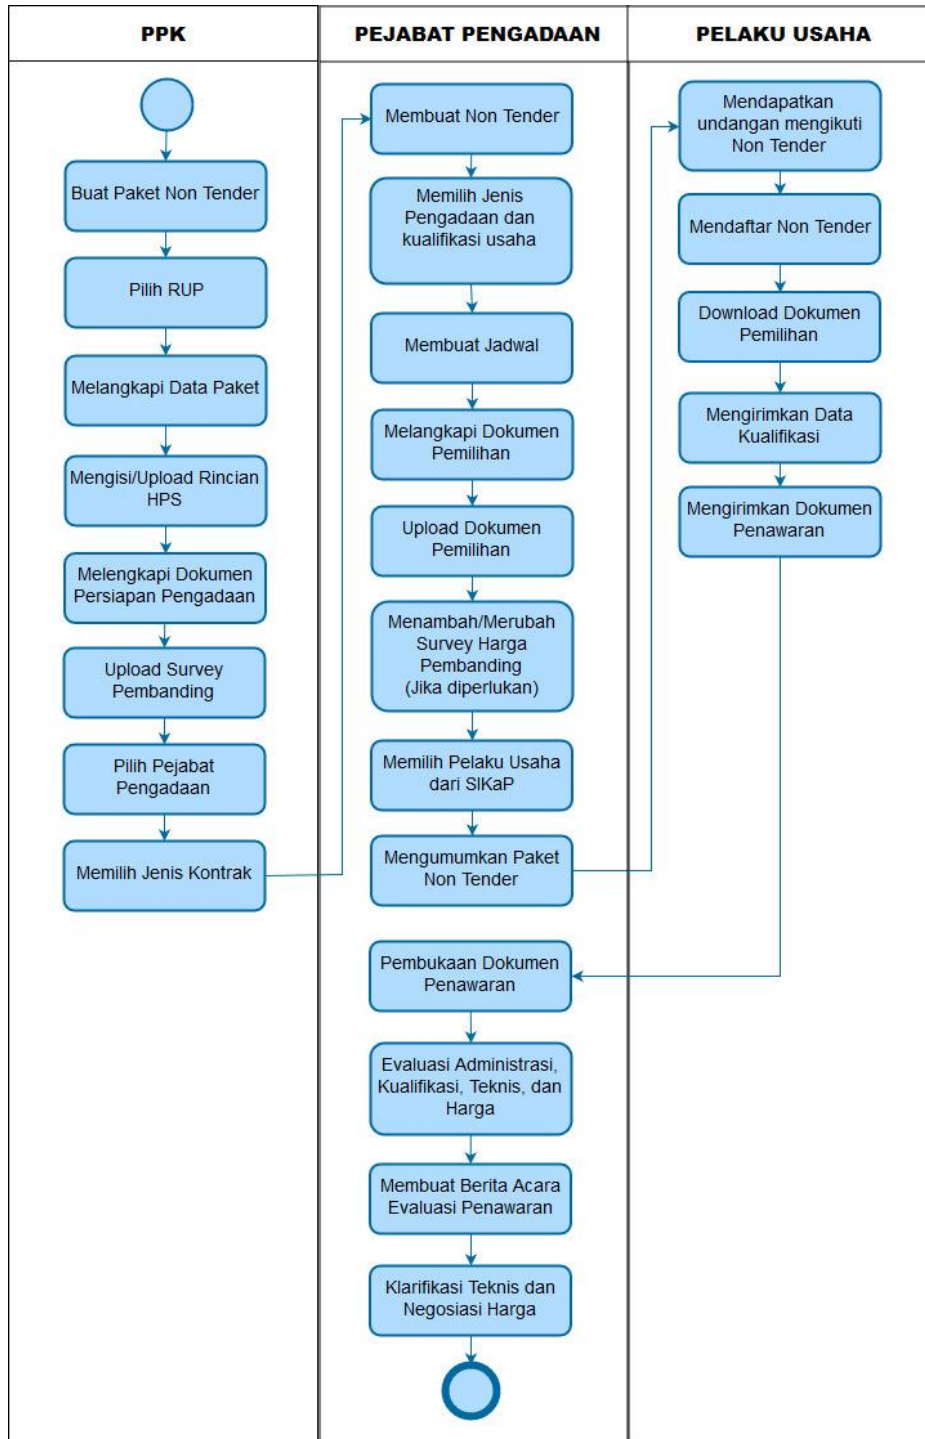 PPK
Buat Paket Non Tender
Pilih RUP
Melangkapi Data Paket
Mengisi/Upload Rincian
HPS
Melengkapi Dokumen
Persiapan Pengadaan
Upload Survey
Pembanding
Pilih Pejabat
Pengadaan
Memilih Jenis Kontrak
PEJABAT PENGADAAN
Membuat Non Tender
Memilih Jenis
Pengadaan dan
kualifikasi usaha
Membuat Jadwal
Melangkapi Dokumen
Pemilihan
Upload Dokumen
Pemilihan
Menambah/Merubah
Survey Harga
Pembanding
(Jika diperlukan)
Memilih Pelaku Usaha
dari SIKaP
Mengumumkan Paket
Non Tender
PELAKU USAHA
Mendapatkan
undangan mengikuti
Non Tender
Mendaftar Non Tender
Download Dokumen
Pemilihan
Mengirimkan Data
Kualifikasi
Mengirimkan Dokumen
Penawaran
Pembukaan Dokumen
Penawaran
Evaluasi Administrasi,
Kualifikasi, Teknis, dan
Harga
Membuat Berita Acara
Evaluasi Penawaran
Klarifikasi Teknis dan
Negosiasi Harga